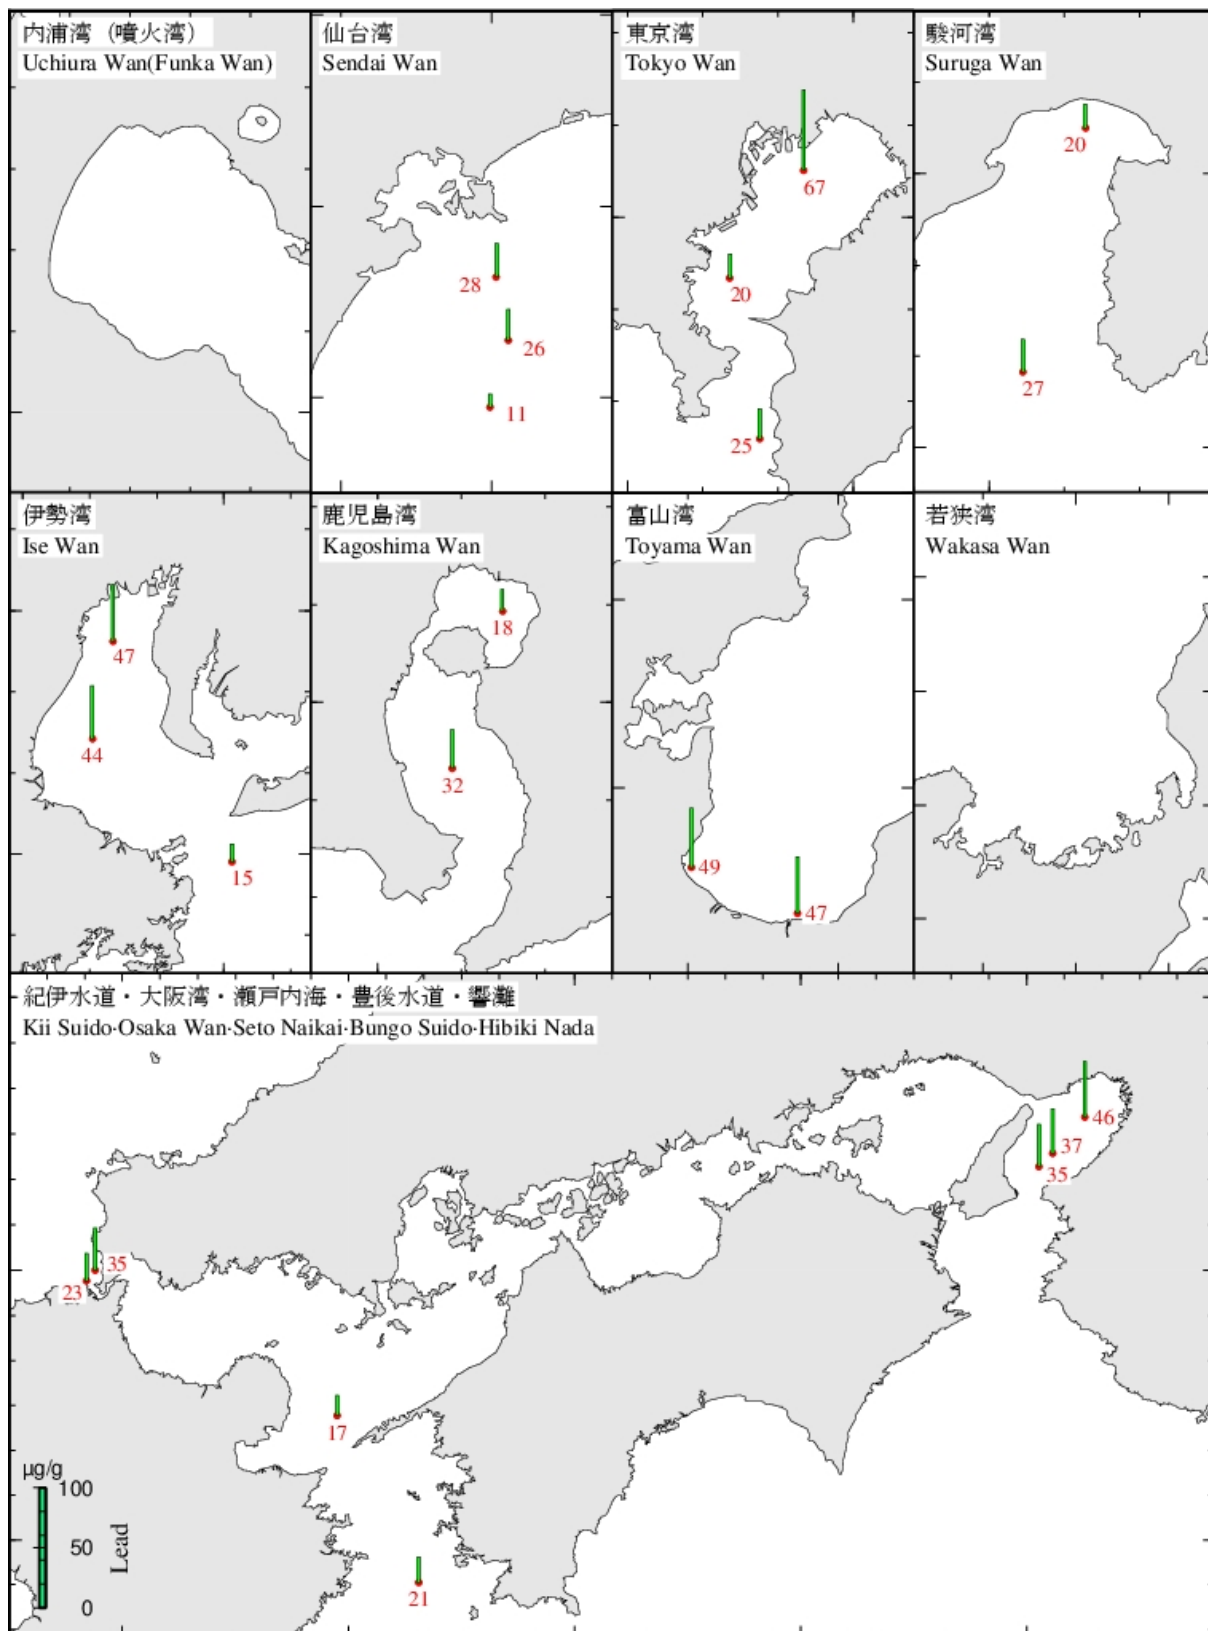 内浦湾（噴火湾）
Uchiura Wan(Funka Wan)
仙台湾
Sendai Wan
28
26
11
東京湾
Tokyo Wan
67
20
25
駿河湾
Suruga Wan
20
27
伊勢湾
Ise Wan
47
44
15
鹿児島湾
Kagoshima Wan
18
32
富山湾
Toyama Wan
49
47
若狭湾
Wakasa Wan
紀伊水道・大阪湾・瀬戸内海・豊後水道・響灘
Kii Suido·Osaka Wan·Seto Naikai·Bungo Suido·Hibiki Nada
46
37
35
35
23
17
21
µg/g
100
50
0
Lead